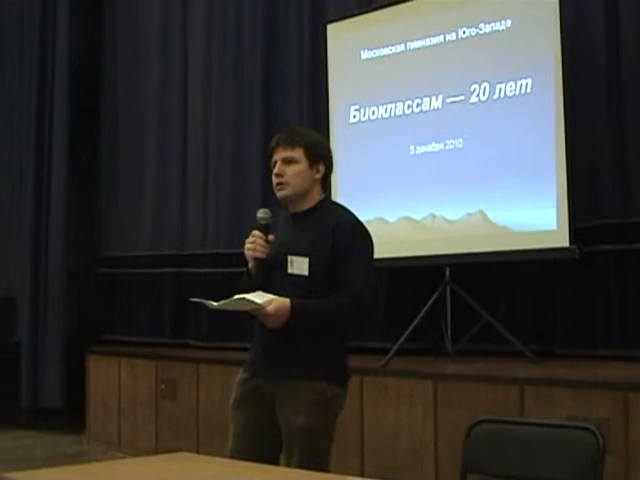 Московская гимназия на Юго-Западе
Биоклассам — 20 лет
5 декабря 2010